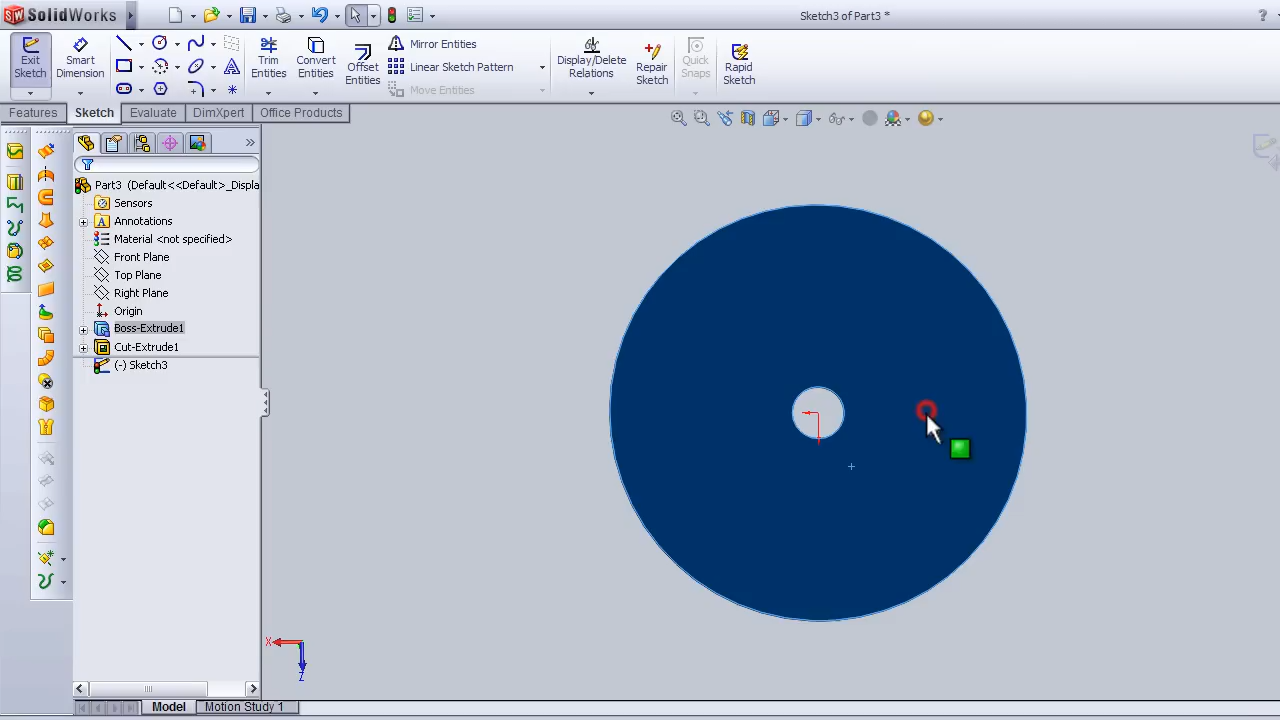 SolidWorks
Sketch3 of Part3 *
?
Exit Sketch
Smart Dimension
Trim Entities
Convert Entities
Offset Entities
Mirror Entities
Linear Sketch Pattern
Move Entities
Display/Delete Relations
Repair Sketch
Quick Snaps
Rapid Sketch
Features
Sketch
Evaluate
DimXpert
Office Products
Part3 (Default<<Default>_Displa
Sensors
Annotations
Material <not specified>
Front Plane
Top Plane
Right Plane
Origin
Boss-Extrude1
Cut-Extrude1
(-) Sketch3
X
Z
Model
Motion Study 1